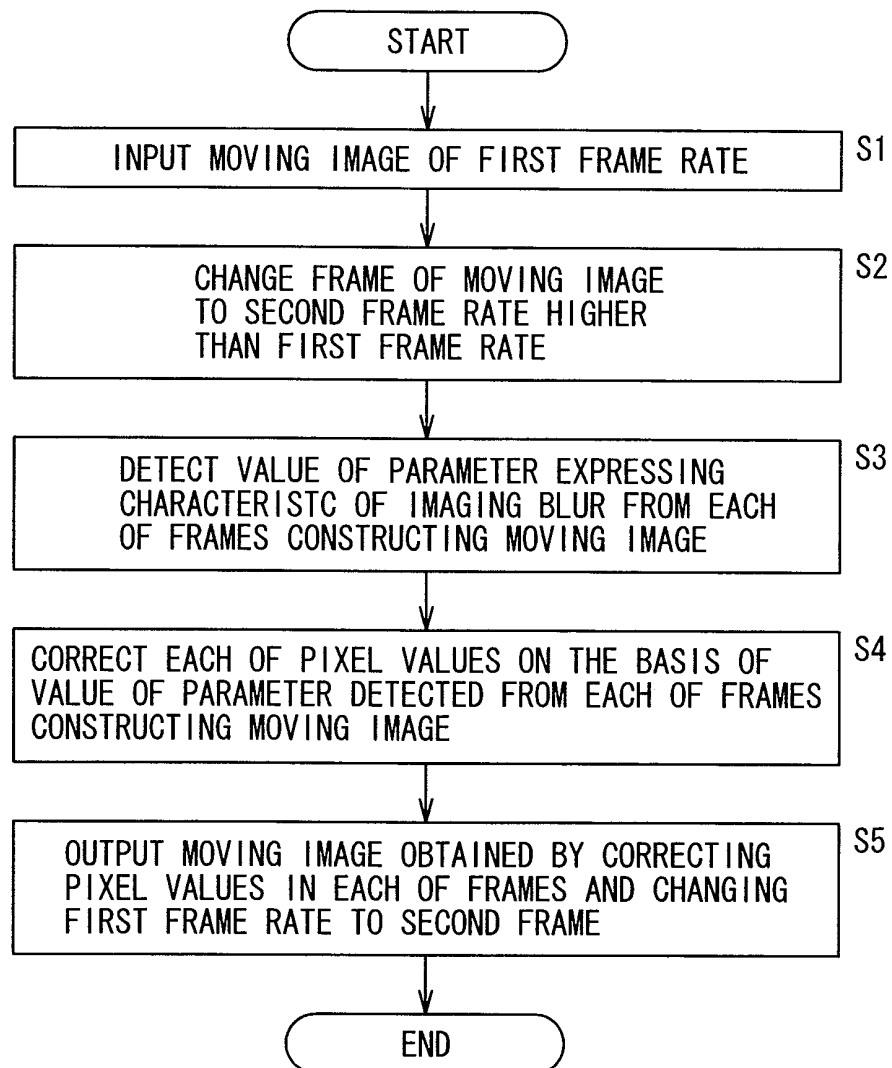 START
INPUT MOVING IMAGE OF FIRST FRAME RATE
S1
CHANGE FRAME OF MOVING IMAGE
TO SECOND FRAME RATE HIGHER
THAN FIRST FRAME RATE
S2
DETECT VALUE OF PARAMETER EXPRESSING
CHARACTERISTC OF IMAGING BLUR FROM EACH
OF FRAMES CONSTRUCTING MOVING IMAGE
S3
CORRECT EACH OF PIXEL VALUES ON THE BASIS OF
VALUE OF PARAMETER DETECTED FROM EACH OF FRAMES
CONSTRUCTING MOVING IMAGE
S4
OUTPUT MOVING IMAGE OBTAINED BY CORRECTING
PIXEL VALUES IN EACH OF FRAMES AND CHANGING
FIRST FRAME RATE TO SECOND FRAME
S5
END